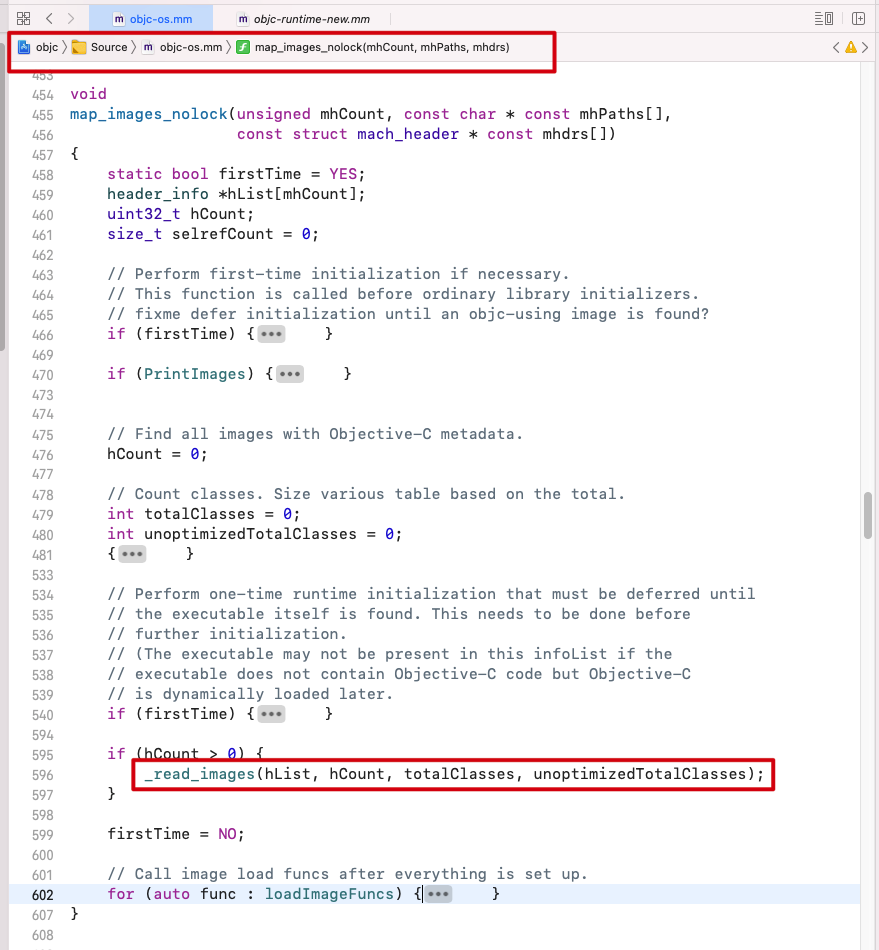 objc-os.mm objc-runtime-new.mm
objc Source objc-os.mm map_images_nolock(mhCount, mhPaths, mhdrs)
453
454 void
455 map_images_nolock(unsigned mhCount, const char * const mhPaths[],
456 const struct mach_header * const mhdrs[])
457 {
458 static bool firstTime = YES;
459 header_info *hList[mhCount];
460 uint32_t hCount;
461 size_t selrefCount = 0;
462
463 // Perform first-time initialization if necessary.
464 // This function is called before ordinary library initializers.
465 // fixme defer initialization until an objc-using image is found?
466 if (firstTime) {••• }
469
470 if (PrintImages) {••• }
473
474
475 // Find all images with Objective-C metadata.
476 hCount = 0;
477
478 // Count classes. Size various table based on the total.
479 int totalClasses = 0;
480 int unoptimizedTotalClasses = 0;
481 {••• }
533
534 // Perform one-time runtime initialization that must be deferred until
535 // the executable itself is found. This needs to be done before
536 // further initialization.
537 // (The executable may not be present in this infoList if the
538 // executable does not contain Objective-C code but Objective-C
539 // is dynamically loaded later.
540 if (firstTime) {••• }
594
595 if (hCount > 0) {
596 _read_images(hList, hCount, totalClasses, unoptimizedTotalClasses);
597 }
598
599 firstTime = NO;
600
601 // Call image load funcs after everything is set up.
602 for (auto func : loadImageFuncs) {••• }
607 }
608